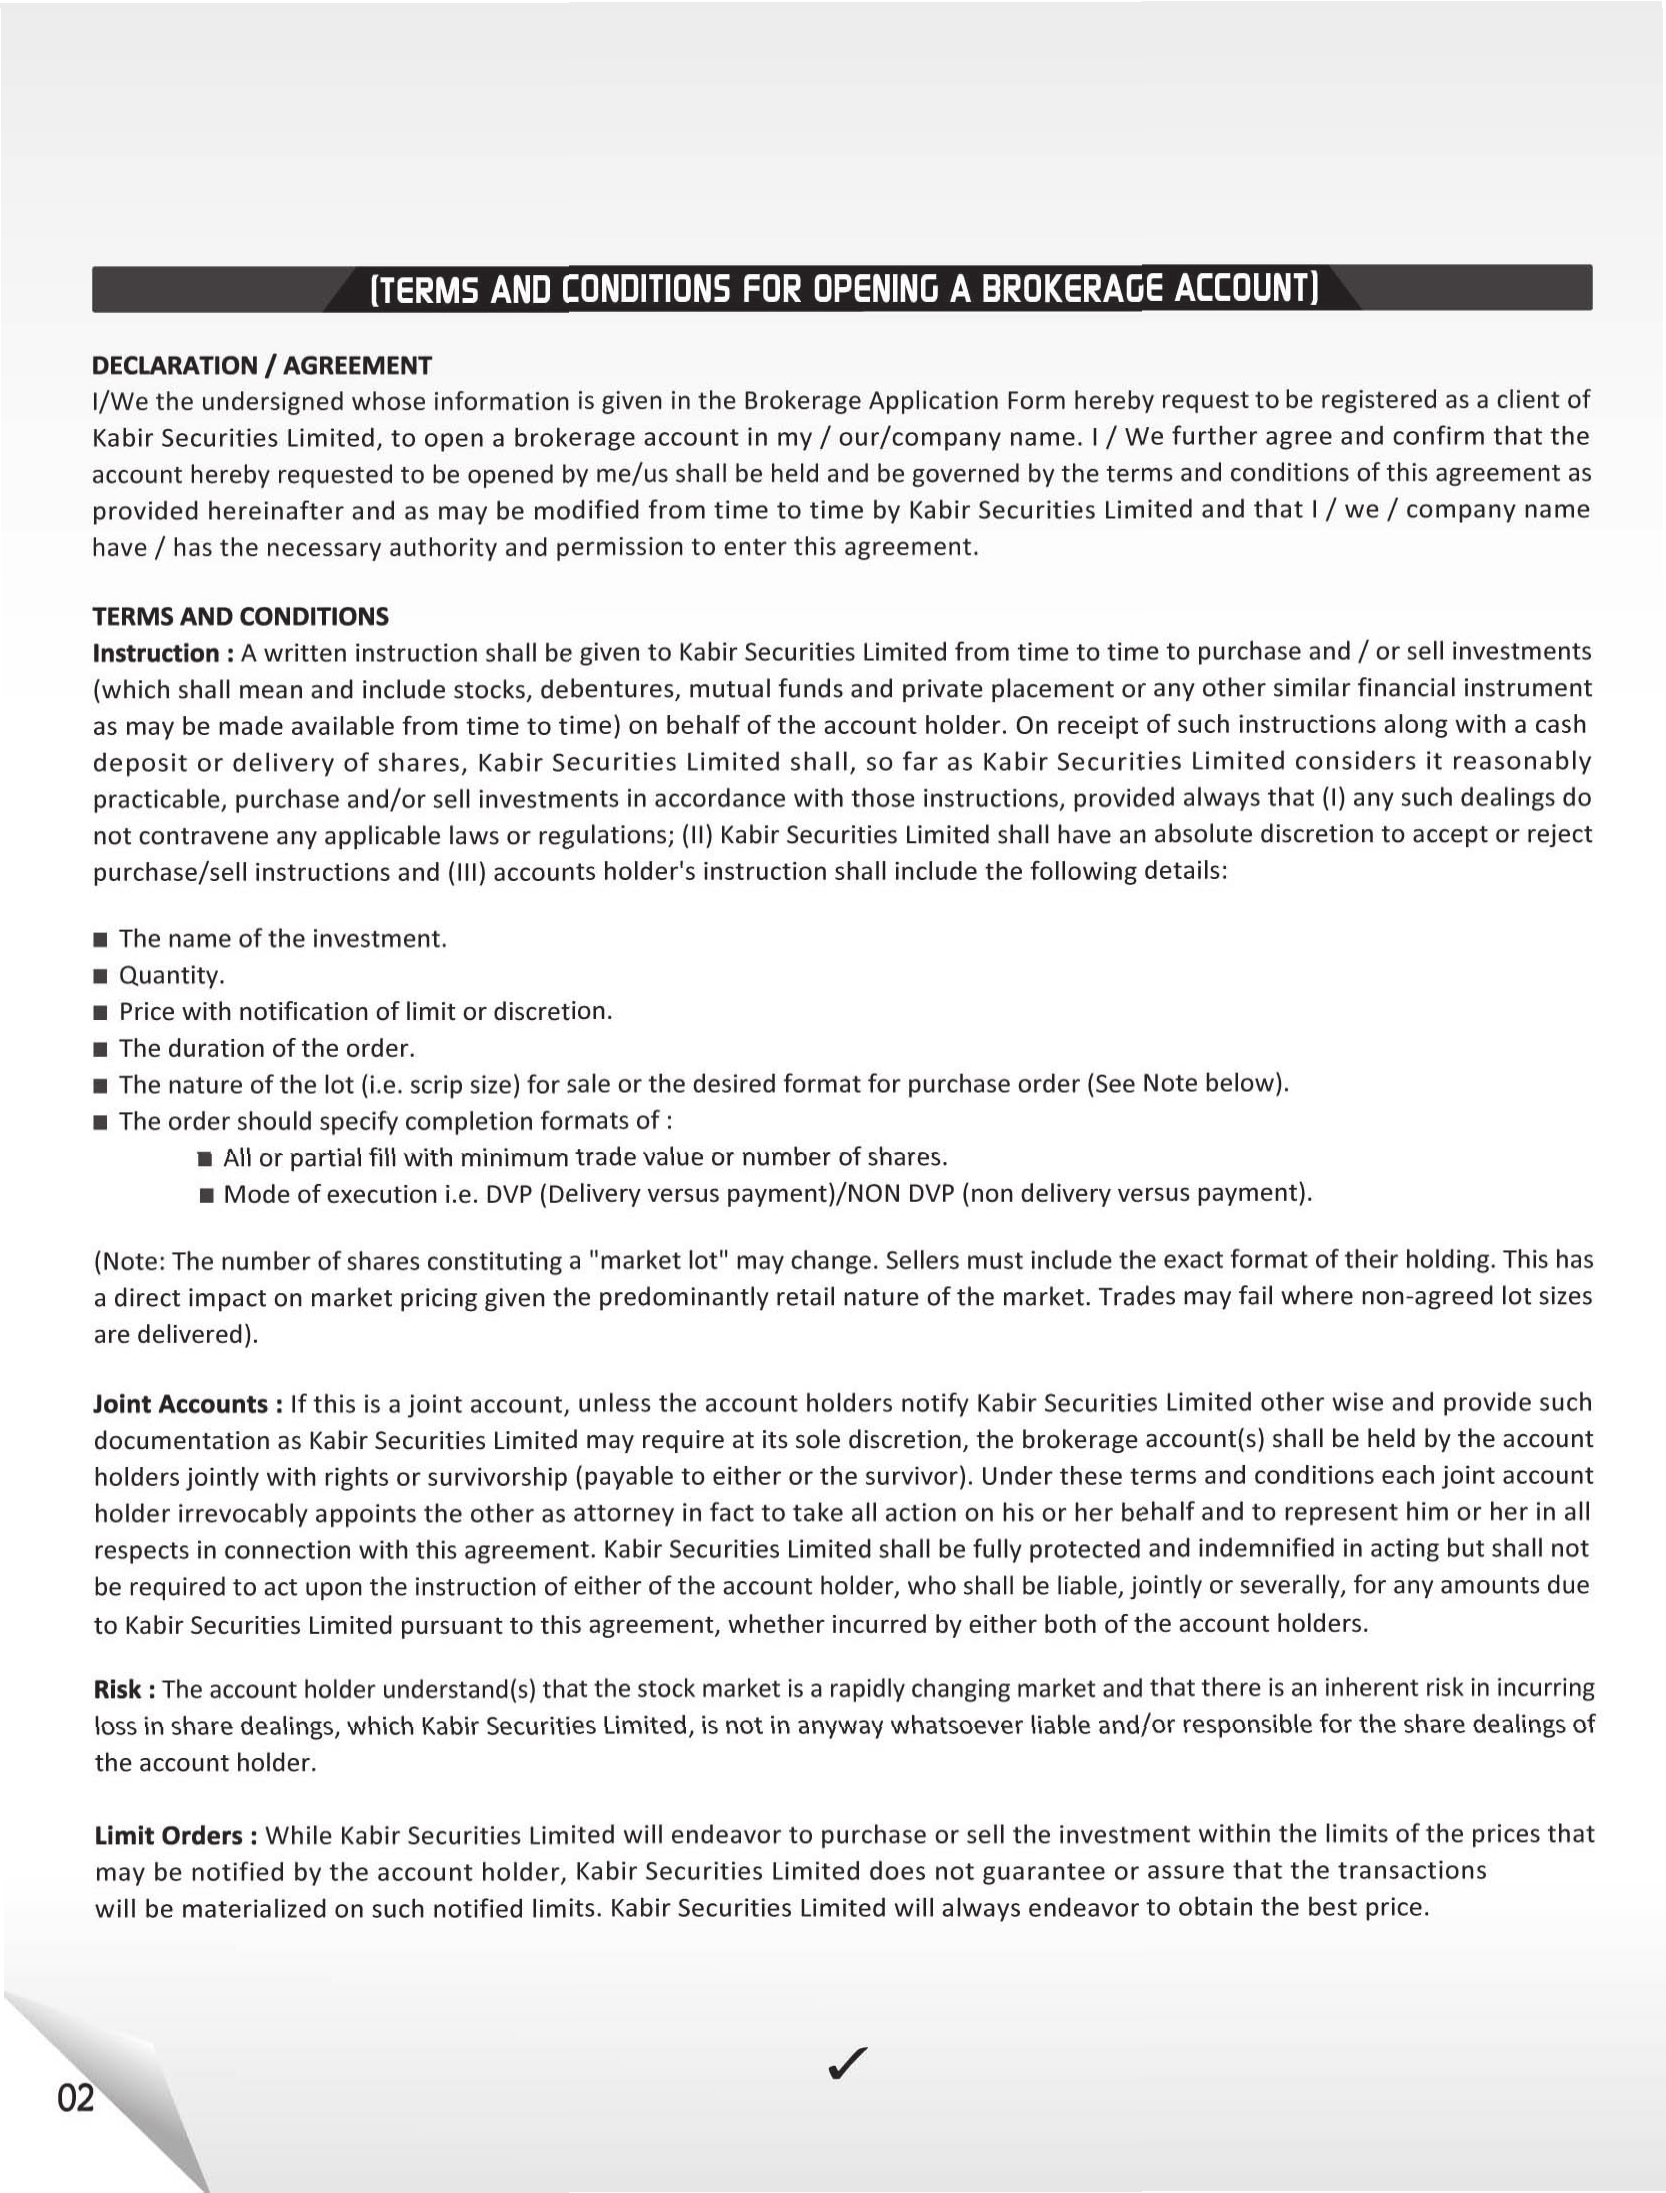 (TERMS AND CONDITIONS FOR OPENING A BROKERAGE ACCOUNT)
DECLARATION / AGREEMENT
I/We the undersigned whose information is given in the Brokerage Application Form hereby request to be registered as a client of
Kabir Securities Limited, to open a brokerage account in my / our/company name. I / We further agree and confirm that the
account hereby requested to be opened by me/us shall be held and be governed by the terms and conditions of this agreement as
provided hereinafter and as may be modified from time to time by Kabir Securities Limited and that I / we / company name
have / has the necessary authority and permission to enter this agreement.
TERMS AND CONDITIONS
Instruction : A written instruction shall be given to Kabir Securities Limited from time to time to purchase and / or sell investments
(which shall mean and include stocks, debentures, mutual funds and private placement or any other similar financial instrument
as may be made available from time to time) on behalf of the account holder. On receipt of such instructions along with a cash
deposit or delivery of shares, Kabir Securities Limited shall, so far as Kabir Securities Limited considers it reasonably
practicable, purchase and/or sell investments in accordance with those instructions, provided always that (I) any such dealings do
not contravene any applicable laws or regulations; (II) Kabir Securities Limited shall have an absolute discretion to accept or reject
purchase/sell instructions and (III) accounts holder's instruction shall include the following details:
■ The name of the investment.
■ Quantity.
■ Price with notification of limit or discretion.
■ The duration of the order.
■ The nature of the lot (i.e. scrip size) for sale or the desired format for purchase order (See Note below).
■ The order should specify completion formats of :
■ All or partial fill with minimum trade value or number of shares.
■ Mode of execution i.e. DVP (Delivery versus payment)/NON DVP (non delivery versus payment).
(Note: The number of shares constituting a "market lot" may change. Sellers must include the exact format of their holding. This has
a direct impact on market pricing given the predominantly retail nature of the market. Trades may fail where non-agreed lot sizes
are delivered).
Joint Accounts : If this is a joint account, unless the account holders notify Kabir Securities Limited other wise and provide such
documentation as Kabir Securities Limited may require at its sole discretion, the brokerage account(s) shall be held by the account
holders jointly with rights or survivorship (payable to either or the survivor). Under these terms and conditions each joint account
holder irrevocably appoints the other as attorney in fact to take all action on his or her behalf and to represent him or her in all
respects in connection with this agreement. Kabir Securities Limited shall be fully protected and indemnified in acting but shall not
be required to act upon the instruction of either of the account holder, who shall be liable, jointly or severally, for any amounts due
to Kabir Securities Limited pursuant to this agreement, whether incurred by either both of the account holders.
Risk : The account holder understand(s) that the stock market is a rapidly changing market and that there is an inherent risk in incurring
loss in share dealings, which Kabir Securities Limited, is not in anyway whatsoever liable and/or responsible for the share dealings of
the account holder.
Limit Orders : While Kabir Securities Limited will endeavor to purchase or sell the investment within the limits of the prices that
may be notified by the account holder, Kabir Securities Limited does not guarantee or assure that the transactions
will be materialized on such notified limits. Kabir Securities Limited will always endeavor to obtain the best price.
✓
02